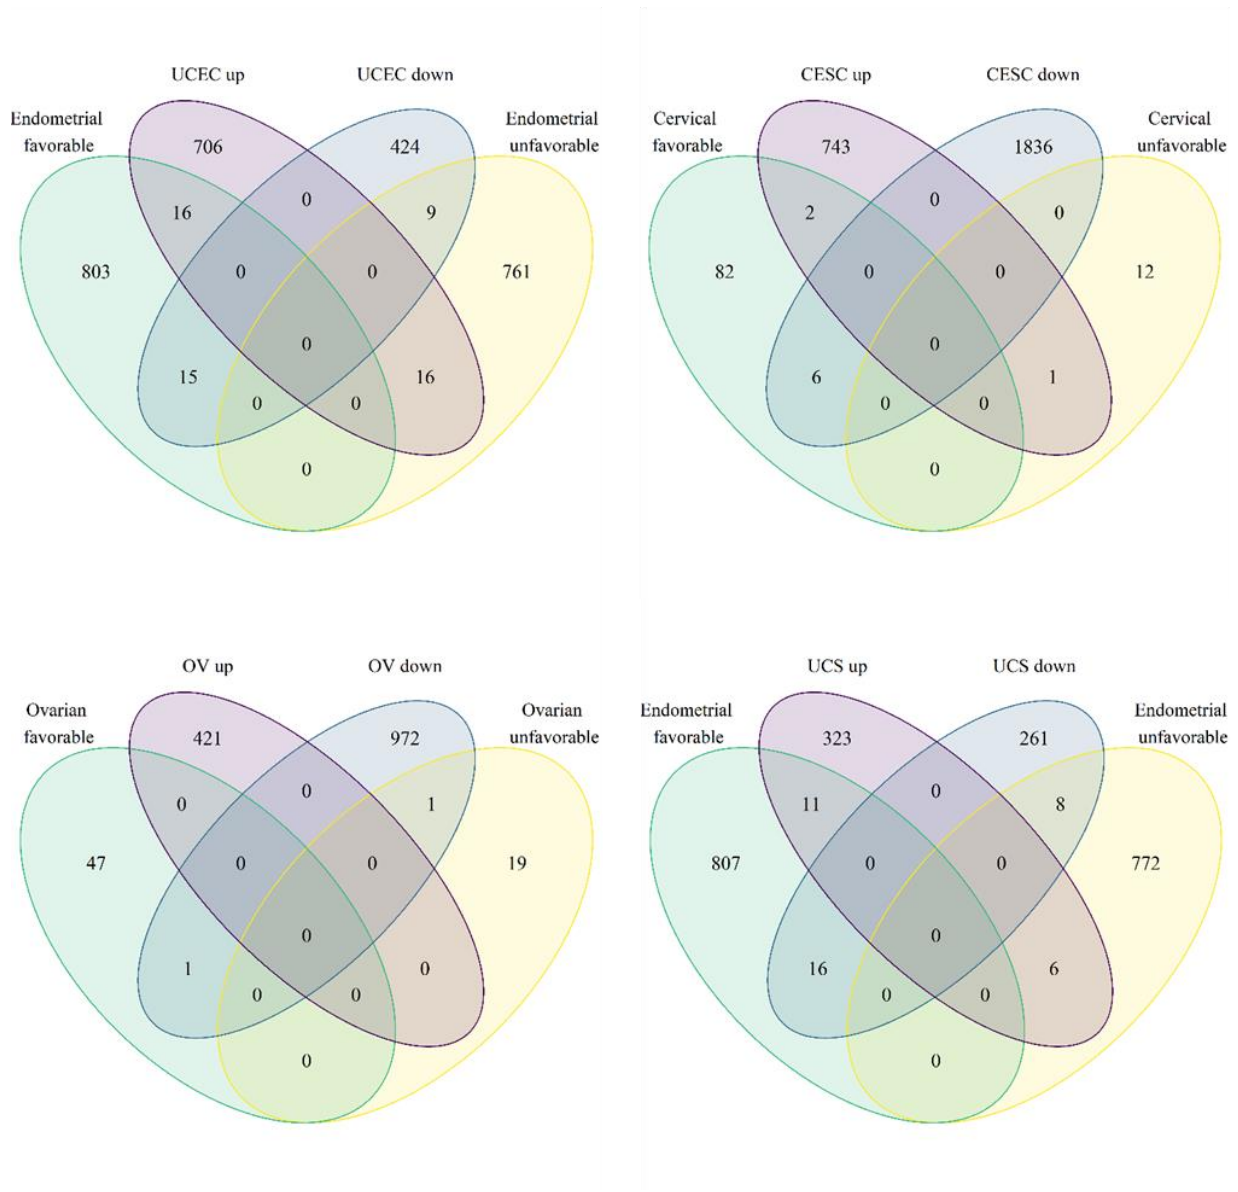 UCEC up UCEC down
Endometrial favorable
Endometrial unfavorable
706 424
16 0 9
803 0 0 761
0
15 16
0 0
0
CESC up CESC down
Cervical favorable
Cervical unfavorable
743 1836
2 0 0
82 0 0 12
0
6 1
0 0
0
OV up OV down
Ovarian favorable
Ovarian unfavorable
421 972
0 0 1
47 0 0 19
0
1 0
0 0
0
UCS up UCS down
Endometrial favorable
Endometrial unfavorable
323 261
11 0 8
807 0 0 772
0
16 6
0 0
0